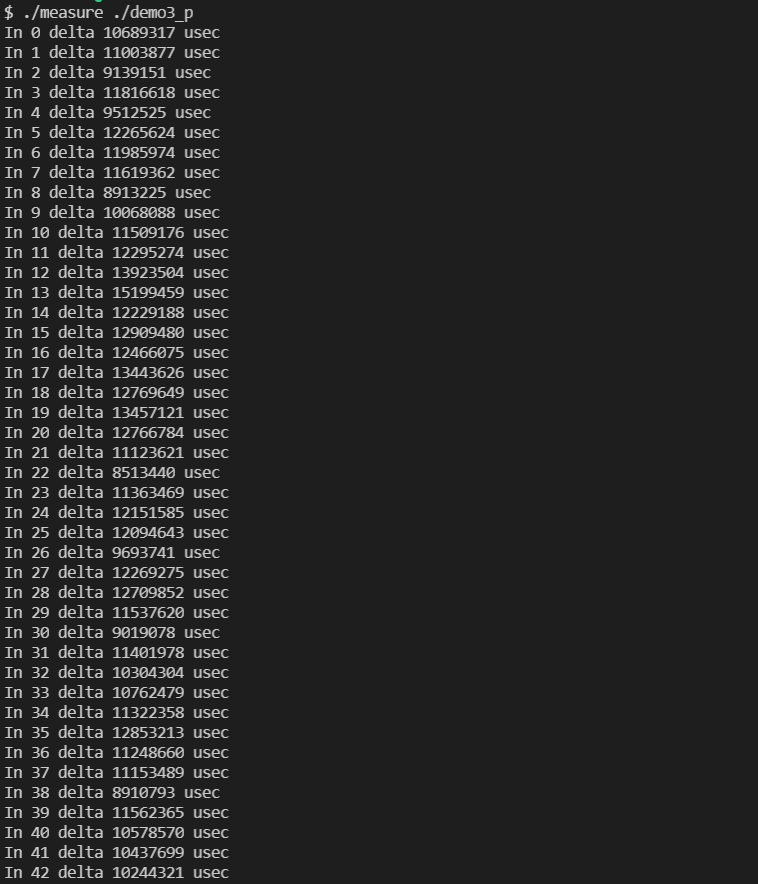 $ ./measure ./demo3_p
In 0 delta 10689317 usec
In 1 delta 11003877 usec
In 2 delta 9139151 usec
In 3 delta 11816618 usec
In 4 delta 9512525 usec
In 5 delta 12265624 usec
In 6 delta 11985974 usec
In 7 delta 11619362 usec
In 8 delta 8913225 usec
In 9 delta 10068088 usec
In 10 delta 11509176 usec
In 11 delta 12295274 usec
In 12 delta 13923504 usec
In 13 delta 15199459 usec
In 14 delta 12229188 usec
In 15 delta 12909480 usec
In 16 delta 12466075 usec
In 17 delta 13443626 usec
In 18 delta 12769649 usec
In 19 delta 13457121 usec
In 20 delta 12766784 usec
In 21 delta 11123621 usec
In 22 delta 8513440 usec
In 23 delta 11363469 usec
In 24 delta 12151585 usec
In 25 delta 12094643 usec
In 26 delta 9693741 usec
In 27 delta 12269275 usec
In 28 delta 12709852 usec
In 29 delta 11537620 usec
In 30 delta 9019078 usec
In 31 delta 11401978 usec
In 32 delta 10304304 usec
In 33 delta 10762479 usec
In 34 delta 11322358 usec
In 35 delta 12853213 usec
In 36 delta 11248660 usec
In 37 delta 11153489 usec
In 38 delta 8910793 usec
In 39 delta 11562365 usec
In 40 delta 10578570 usec
In 41 delta 10437699 usec
In 42 delta 10244321 usec